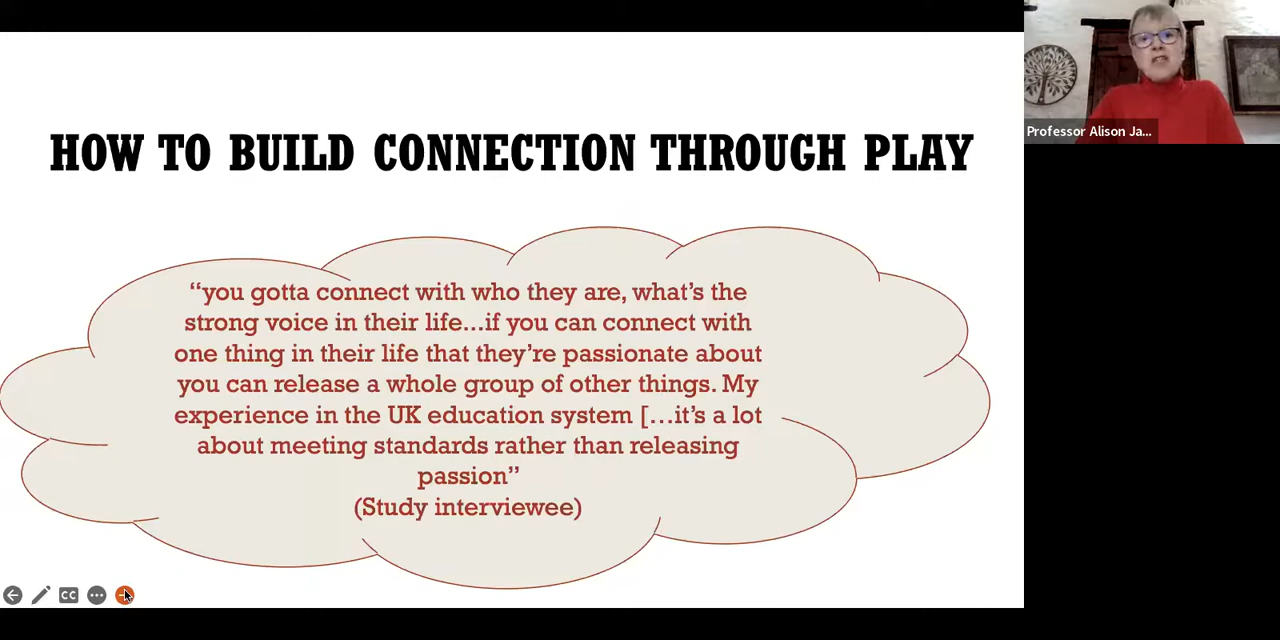 HOW TO BUILD CONNECTION THROUGH PLAY
“you gotta connect with who they are, what’s the
strong voice in their life...if you can connect with
one thing in their life that they’re passionate about
you can release a whole group of other things. My
experience in the UK education system [...it’s a lot
about meeting standards rather than releasing
passion”
(Study interviewee)
Professor Alison Ja...
CC